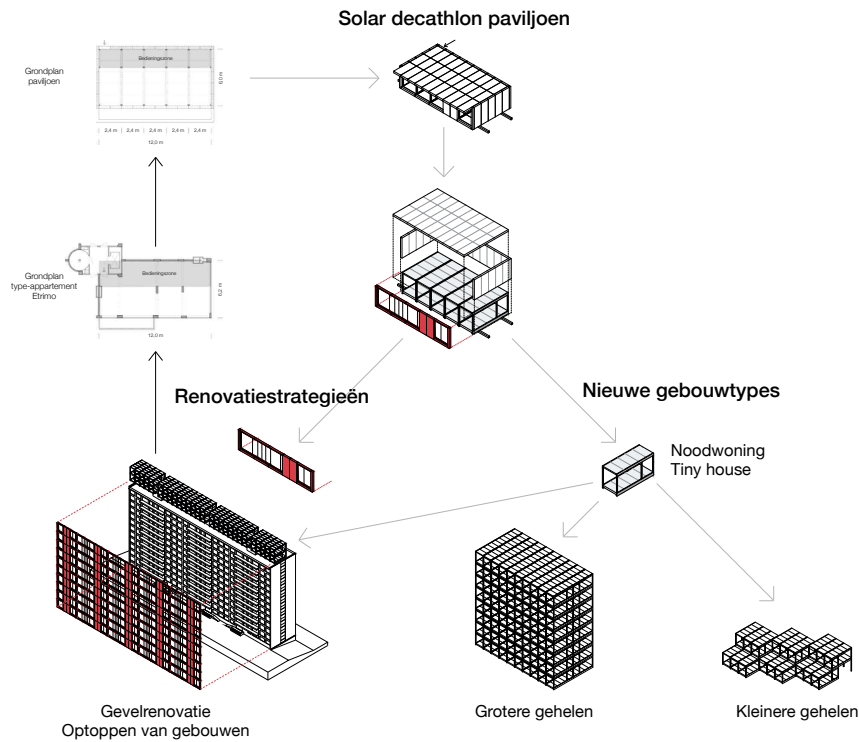 Solar decathlon paviljoen
Grondplan
paviljoen
Bedieningszone
6,0 m
2,4 m
2,4 m
2,4 m
2,4 m
2,4 m
12,0 m
Grondplan
type-appartement
Etrimo
Bedieningszone
6,2 m
12,0 m
Renovatiestrategieën
Nieuwe gebouwtypes
Noodwoning
Tiny house
Gevelrenovatie
Optoppen van gebouwen
Grotere gehelen
Kleinere gehelen